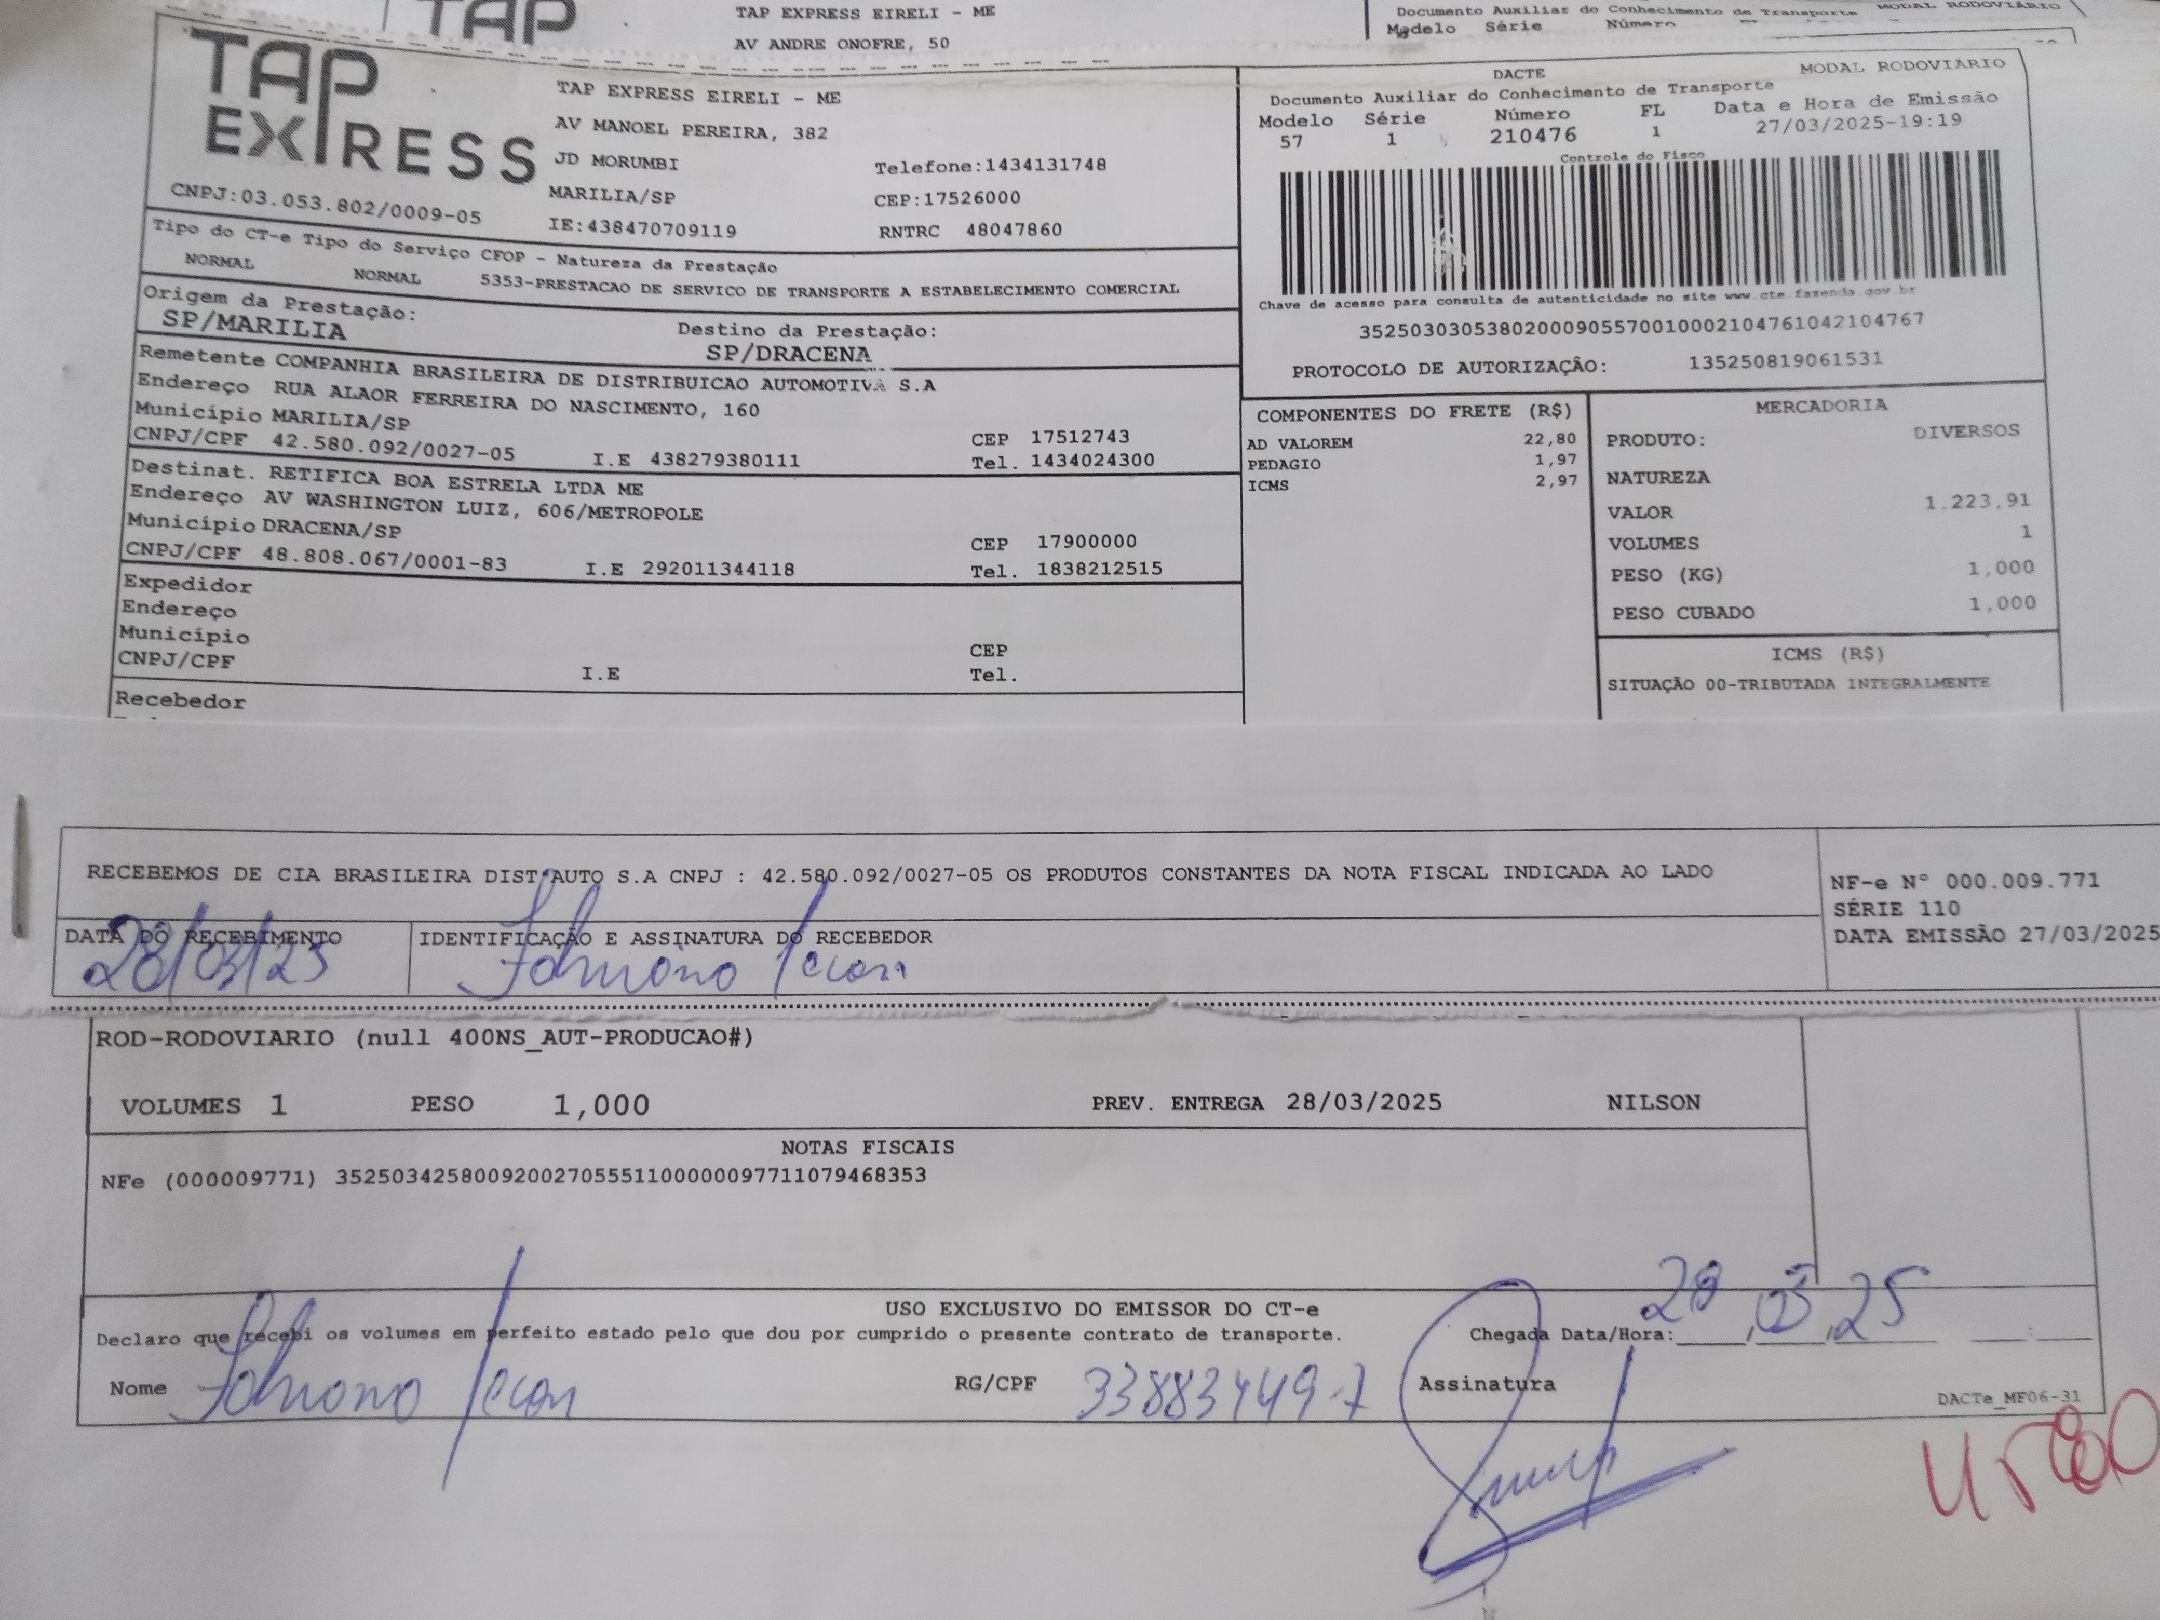 TAP EXPRESS EIRELI - ME
AV ANDRE ONOFRE, 50
TAP
Documento Auxiliar do Conhecimento de Transporte MODAL RODOVIÁRIO
Modelo Série Número
TAP EXPRESS
CNPJ:03.053.802/0009-05
TAP EXPRESS EIRELI - ME
AV MANOEL PEREIRA, 382
JD MORUMBI Telefone:1434131748
MARILIA/SP CEP:17526000
IE:438470709119 RNTRC 48047860
DACTE MODAL RODOVIÁRIO
Documento Auxiliar do Conhecimento de Transporte
Modelo Série Número FL Data e Hora de Emissão
57 1 210476 1 27/03/2025-19:19
Controle do Fisco
Chave de acesso para consulta de autenticidade no site www.cte.fazenda.gov.br
35250303053802000905570010002104761042104767
PROTOCOLO DE AUTORIZAÇÂO: 135250819061531
Tipo do CT-e Tipo do Serviço CFOP - Natureza da Prestação
NORMAL NORMAL 5353-PRESTACAO DE SERVICO DE TRANSPORTE A ESTABELECIMENTO COMERCIAL
Origem da Prestação: Destino da Prestação:
SP/MARILIA SP/DRACENA
Remetente COMPANHIA BRASILEIRA DE DISTRIBUICAO AUTOMOTIVA S.A
Endereço RUA ALAOR FERREIRA DO NASCIMENTO, 160
Município MARILIA/SP CEP 17512743
CNPJ/CPF 42.580.092/0027-05 I.E 438279380111 Tel. 1434024300
Destinat. RETIFICA BOA ESTRELA LTDA ME
Endereço AV WASHINGTON LUIZ, 606/METROPOLE
Município DRACENA/SP CEP 17900000
CNPJ/CPF 48.808.067/0001-83 I.E 292011344118 Tel. 1838212515
Expedidor
Endereço
Município CEP
CNPJ/CPF I.E Tel.
Recebedor
COMPONENTES DO FRETE (R$)
AD VALOREM 22,80
PEDAGIO 1,97
ICMS 2,97
MERCADORIA
PRODUTO: DIVERSOS
NATUREZA
VALOR 1.223,91
VOLUMES 1
PESO (KG) 1,000
PESO CUBADO 1,000
ICMS (R$)
SITUAÇÃO 00-TRIBUTADA INTEGRALMENTE
RECEBEMOS DE CIA BRASILEIRA DIST AUTO S.A CNPJ : 42.580.092/0027-05 OS PRODUTOS CONSTANTES DA NOTA FISCAL INDICADA AO LADO
NF-e Nº 000.009.771
SÉRIE 110
DATA EMISSÃO 27/03/2025
DATA DO RECEBIMENTO IDENTIFICAÇÃO E ASSINATURA DO RECEBEDOR
28/03/25
ROD-RODOVIARIO (null 400NS_AUT-PRODUCAO#)
VOLUMES 1 PESO 1,000 PREV. ENTREGA 28/03/2025 NILSON
NOTAS FISCAIS
NFe (000009771) 35250342580092002705551100000097711079468353
USO EXCLUSIVO DO EMISSOR DO CT-e
Declaro que recebi os volumes em perfeito estado pelo que dou por cumprido o presente contrato de transporte. Chegada Data/Hora: 28, 03, 25 :
Nome RG/CPF 33883449-7 Assinatura
DACTe_MF06-31